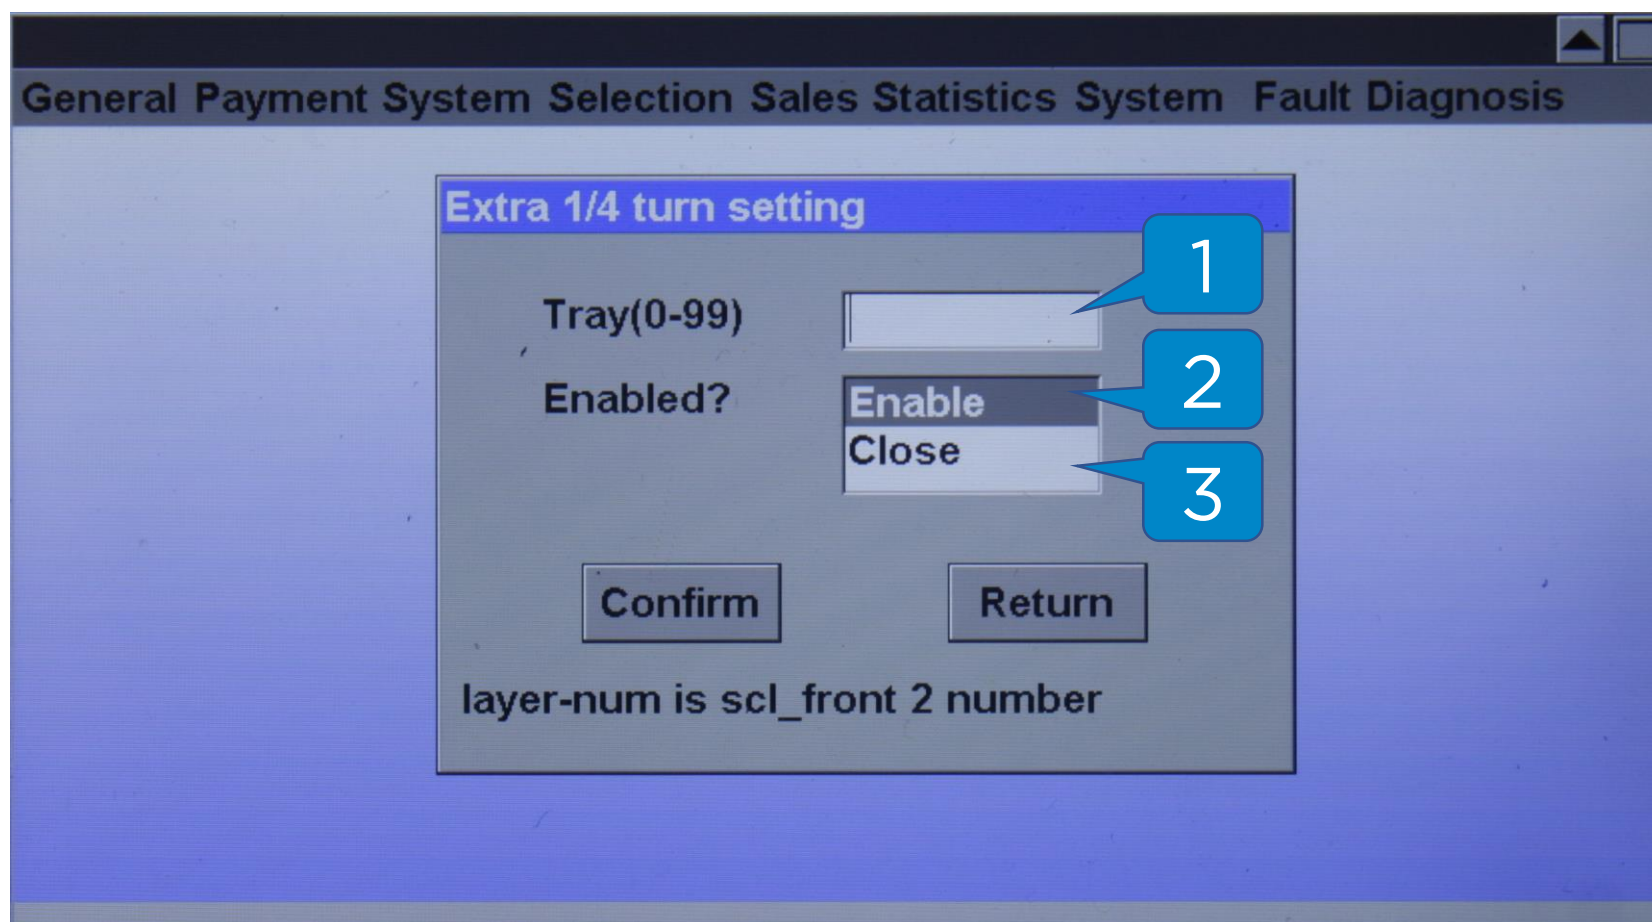 General Payment System Selection Sales Statistics System Fault Diagnosis
Extra 1/4 turn setting
1
Tray(0-99)
2
Enabled? Enable
Close
3
Confirm Return
layer-num is scl_front 2 number